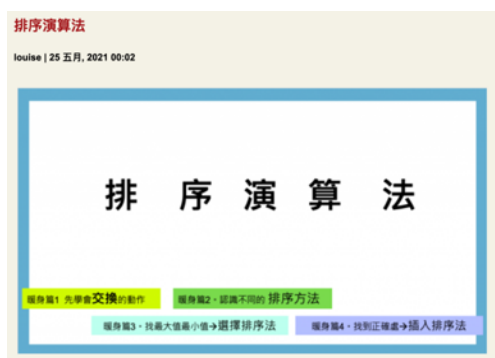 排序演算法
louise | 25 五月, 2021 00:02
排 序 演 算 法
暖身篇1 先學會交換的動作
暖身篇2 - 認識不同的 排序方法
暖身篇3 - 找最大值最小值→選擇排序法
暖身篇4 - 找到正確處→插入排序法